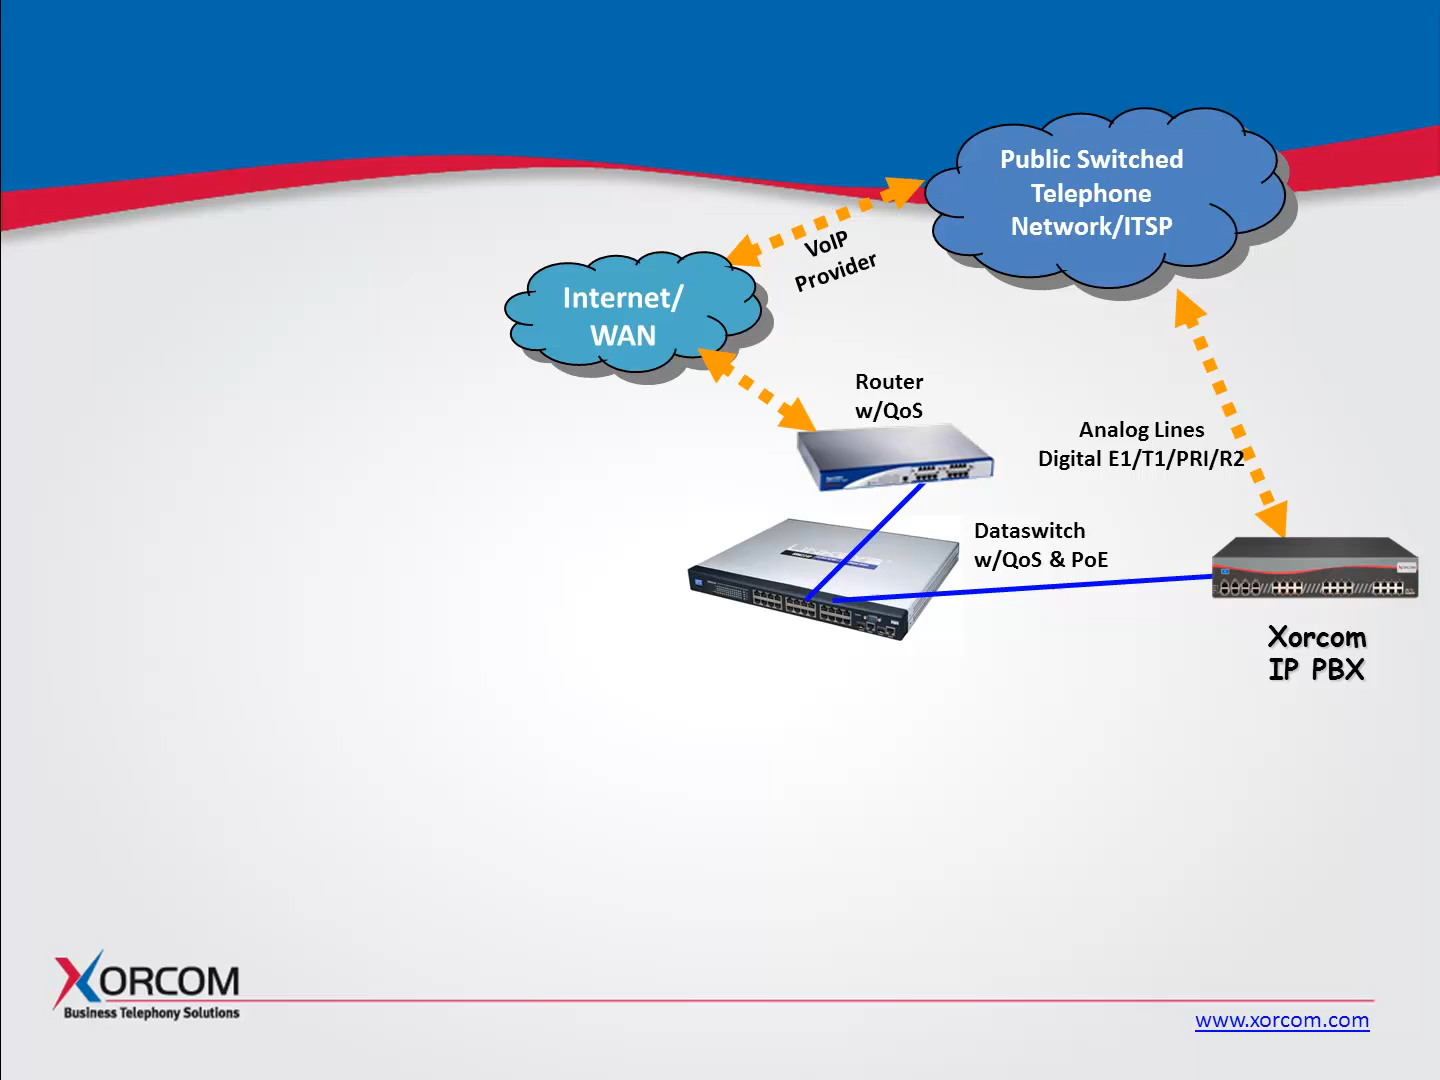 Public Switched
Telephone
Network/ITSP
VoIP
Provider
Internet/
WAN
Router
w/QoS
Analog Lines
Digital E1/T1/PRI/R2
Dataswitch
w/QoS & PoE
Xorcom
IP PBX
XORCOM
Business Telephony Solutions
www.xorcom.com